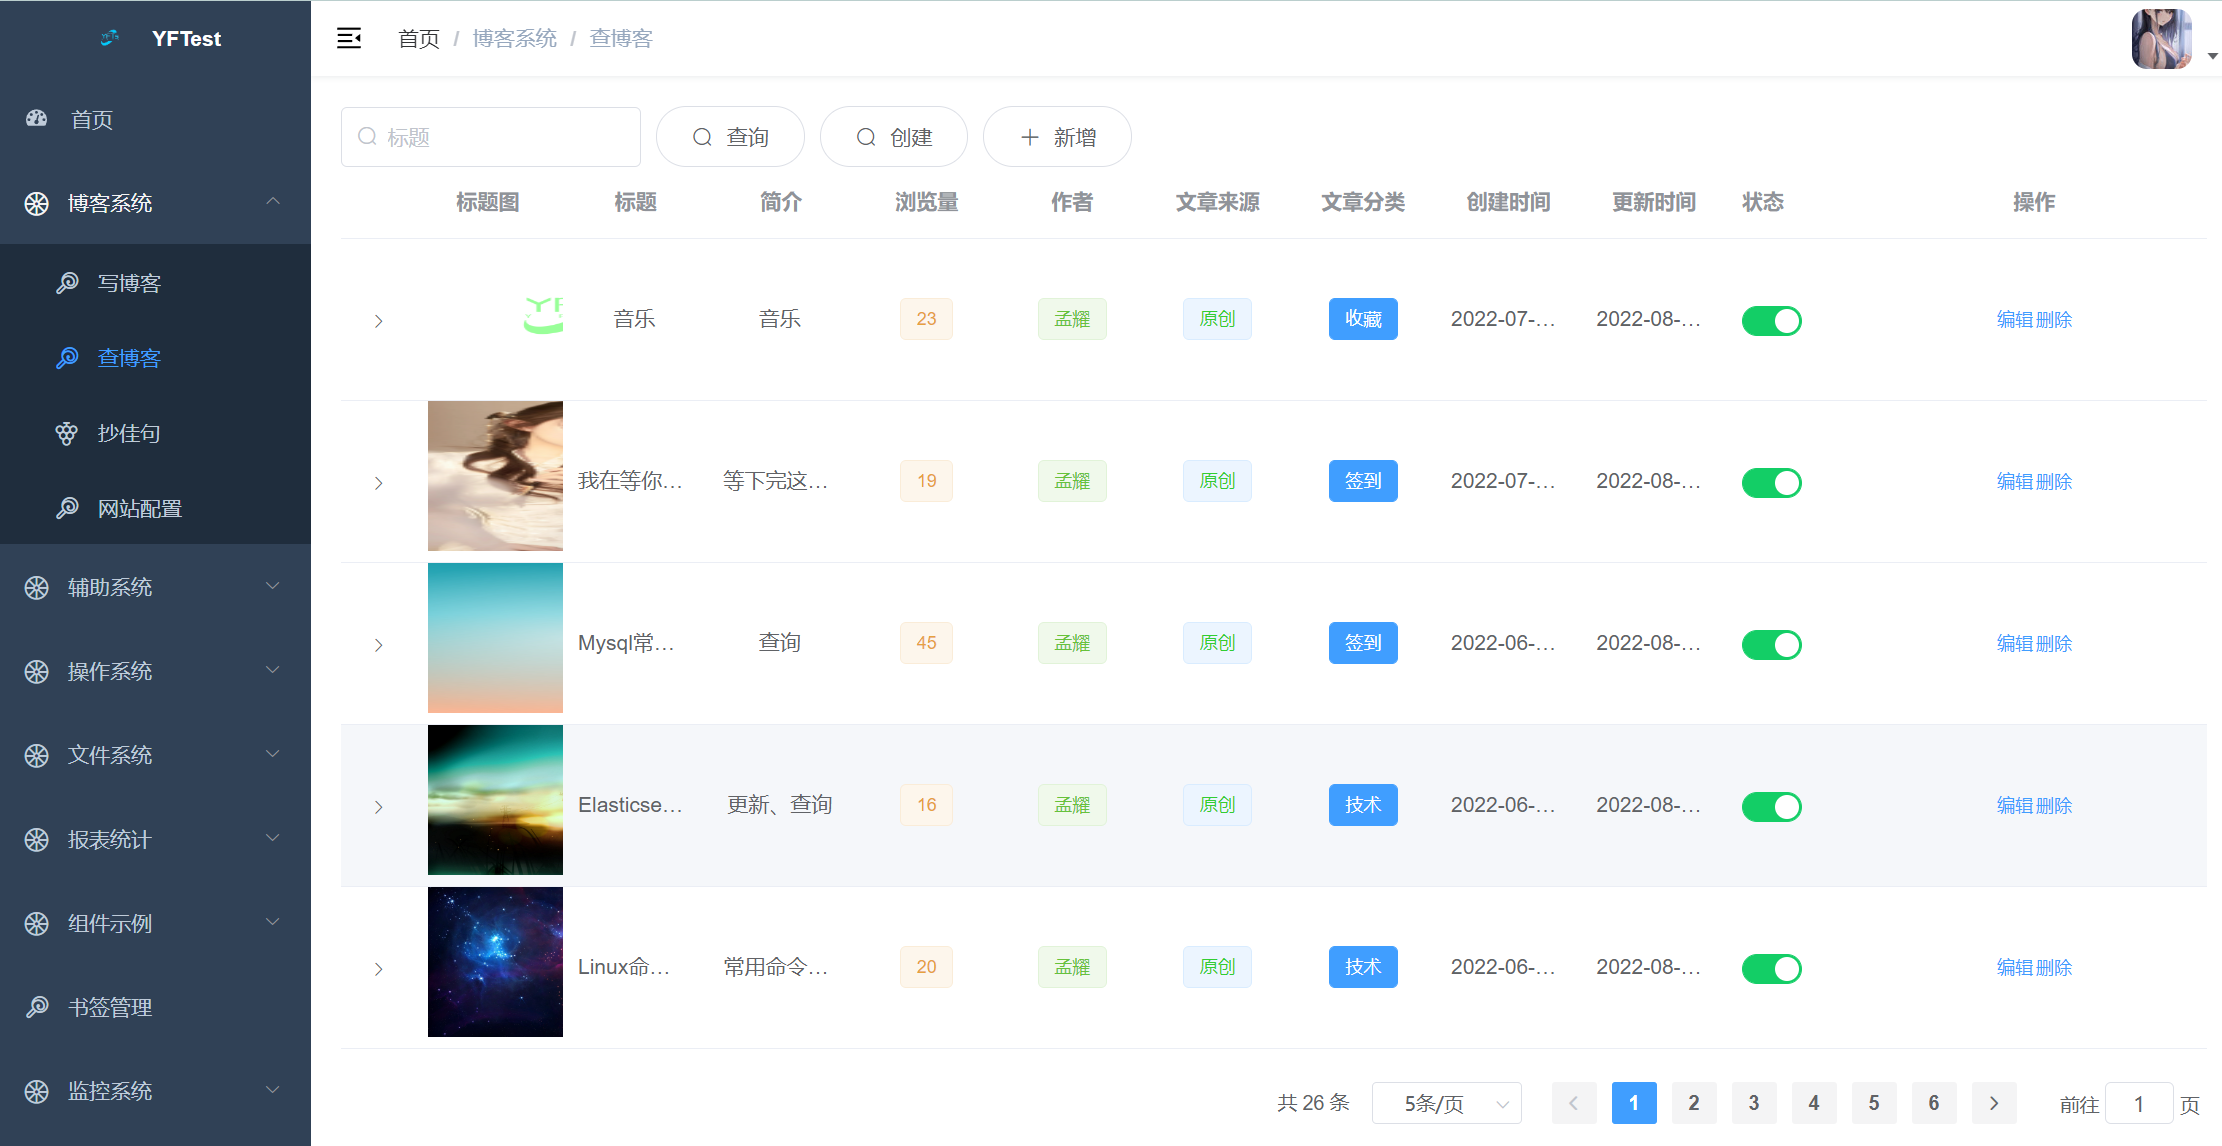 YFTest
首页 / 博客系统 / 查博客
首页
博客系统
写博客
查博客
抄佳句
网站配置
辅助系统
操作系统
文件系统
报表统计
组件示例
书签管理
监控系统
标题 查询 创建 新增
标题图 标题 简介 浏览量 作者 文章来源 文章分类 创建时间 更新时间 状态 操作
YF 音乐 音乐 23 孟耀 原创 收藏 2022-07-... 2022-08-... 编辑 删除
我在等你... 等下完这... 19 孟耀 原创 签到 2022-07-... 2022-08-... 编辑 删除
Mysql常... 查询 45 孟耀 原创 签到 2022-06-... 2022-08-... 编辑 删除
Elasticse... 更新、查询 16 孟耀 原创 技术 2022-06-... 2022-08-... 编辑 删除
Linux命... 常用命令... 20 孟耀 原创 技术 2022-06-... 2022-08-... 编辑 删除
共 26 条 5条/页 1 2 3 4 5 6 前往 1 页